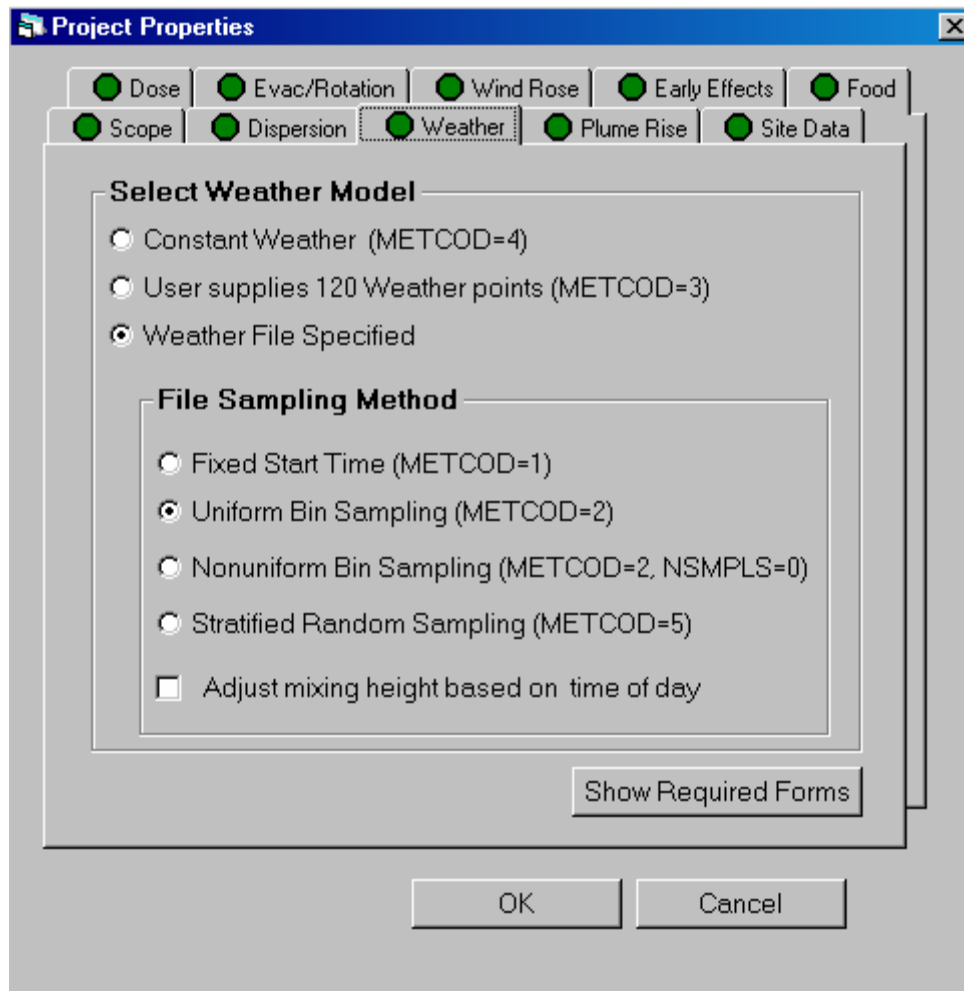 Project Properties
Dose Evac/Rotation Wind Rose Early Effects Food
Scope Dispersion Weather Plume Rise Site Data
Select Weather Model
Constant Weather (METCOD=4)
User supplies 120 Weather points (METCOD=3)
Weather File Specified
File Sampling Method
Fixed Start Time (METCOD=1)
Uniform Bin Sampling (METCOD=2)
Nonuniform Bin Sampling (METCOD=2, NSMPLS=0)
Stratified Random Sampling (METCOD=5)
Adjust mixing height based on time of day
Show Required Forms
OK Cancel